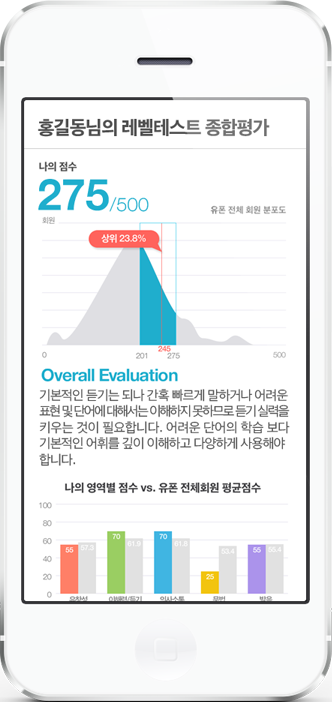 홍길동님의 레벨테스트 종합평가
나의 점수
275/500
유폰 전체 회원 분포도
회원
상위 23.8%
245
0 201 275 500
Overall Evaluation
기본적인 듣기는 되나 간혹 빠르게 말하거나 어려운
표현 및 단어에 대해서는 이해하지 못하므로 듣기 실력을
키우는 것이 필요합니다. 어려운 단어의 학습 보다
기본적인 어휘를 깊이 이해하고 다양하게 사용해야
합니다.
나의 영역별 점수 vs. 유폰 전체회원 평균점수
100
80
60
40
20
0
55 57.3 70 61.9 70 61.8 25 53.4 55 55.4
유창성 이해력/듣기 의사소통 문법 발음